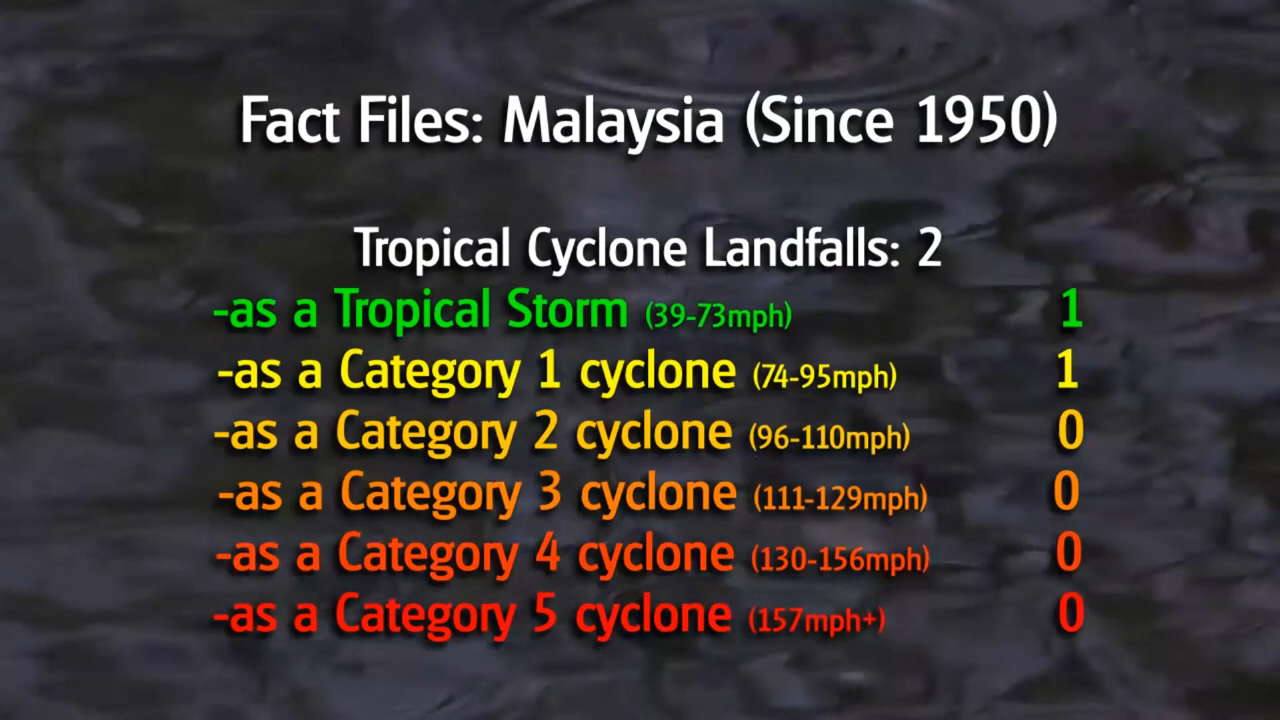 Fact Files: Malaysia (Since 1950)
Tropical Cyclone Landfalls: 2
-as a Tropical Storm (39-73mph) 1
-as a Category 1 cyclone (74-95mph) 1
-as a Category 2 cyclone (96-110mph) 0
-as a Category 3 cyclone (111-129mph) 0
-as a Category 4 cyclone (130-156mph) 0
-as a Category 5 cyclone (157mph+) 0